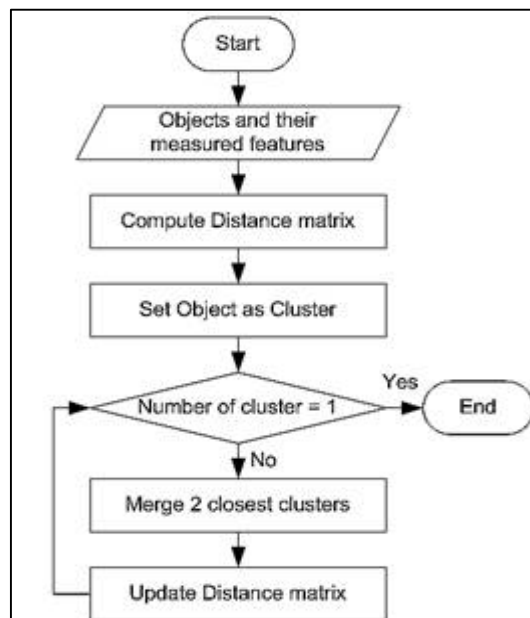 Start
Objects and their
measured features
Compute Distance matrix
Set Object as Cluster
Number of cluster = 1
Yes
End
No
Merge 2 closest clusters
Update Distance matrix